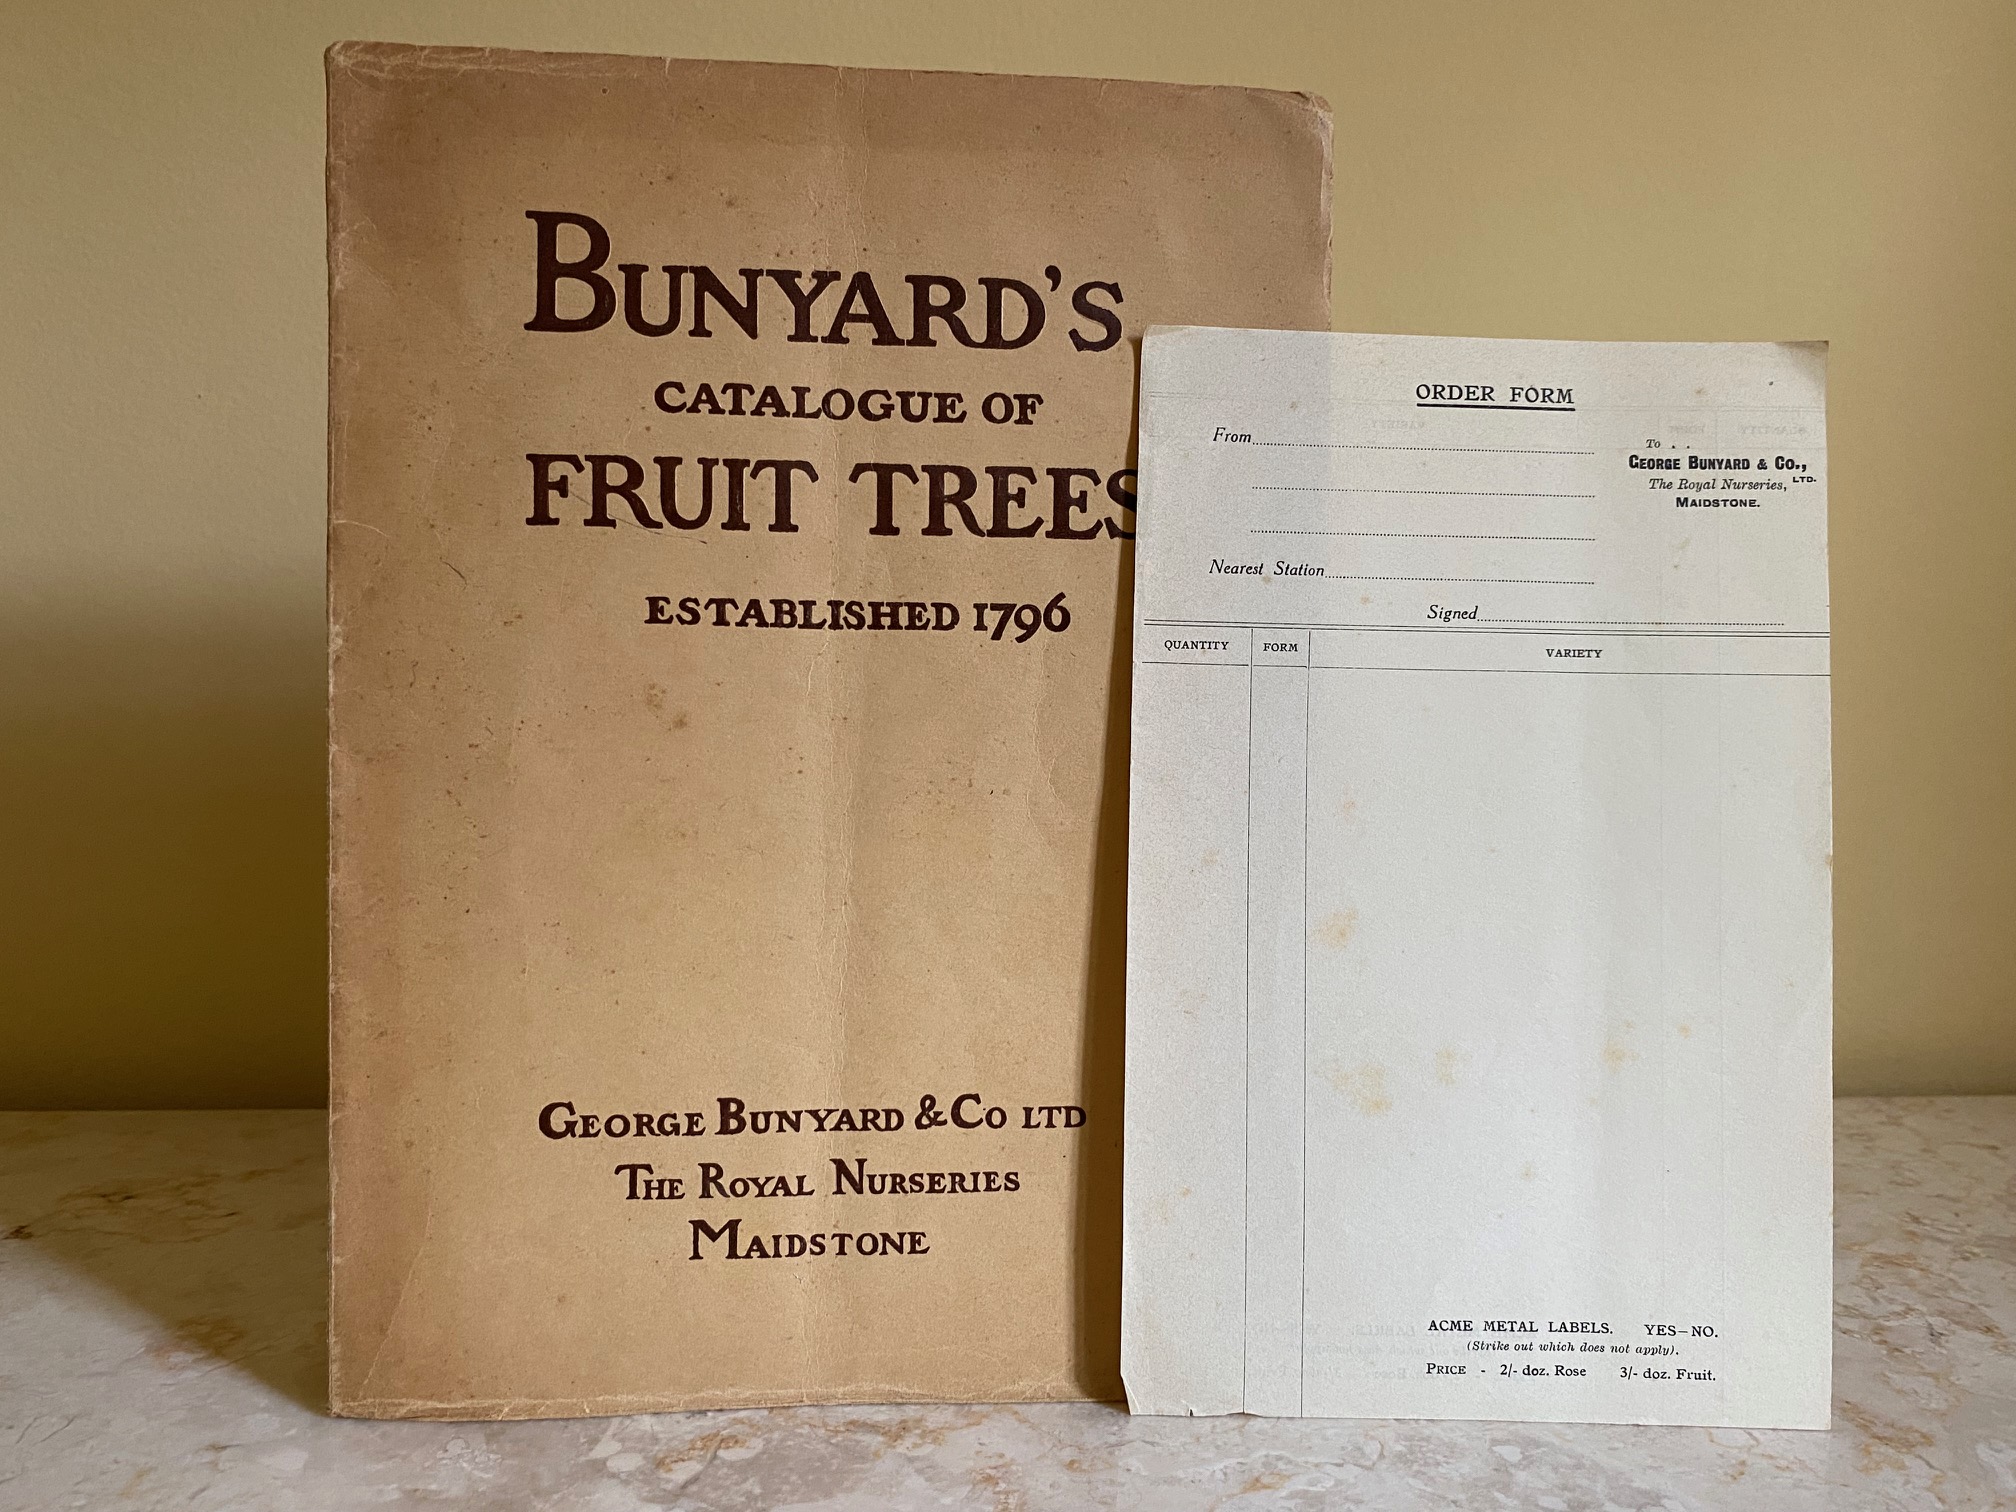 BUNYARD'S
CATALOGUE OF
FRUIT TREES
ESTABLISHED 1796
GEORGE BUNYARD & CO LTD
THE ROYAL NURSERIES
MAIDSTONE
ORDER FORM
From
To . .
GEORGE BUNYARD & CO.,
The Royal Nurseries, LTD.
MAIDSTONE.
Nearest Station
Signed
QUANTITY FORM VARIETY
ACME METAL LABELS. YES–NO.
(Strike out which does not apply).
PRICE - 2/- doz. Rose 3/- doz. Fruit.